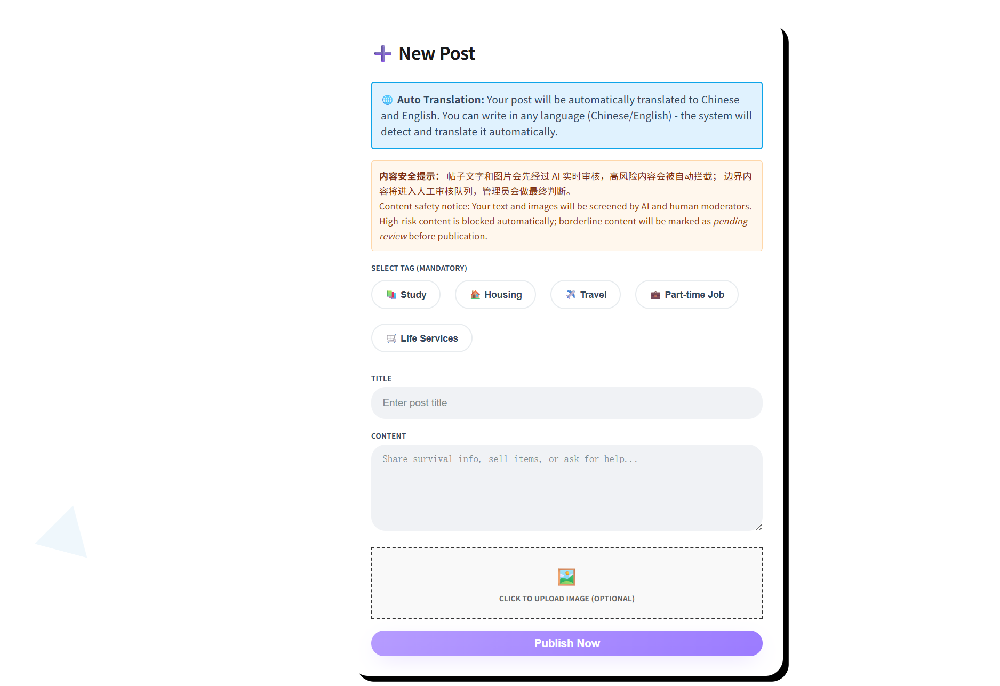 New Post
Auto Translation: Your post will be automatically translated to Chinese
and English. You can write in any language (Chinese/English) - the system will
detect and translate it automatically.
内容安全提示： 帖子文字和图片会先经过 AI 实时审核，高风险内容会被自动拦截； 边界内
容将进入人工审核队列，管理员会做最终判断。
Content safety notice: Your text and images will be screened by AI and human moderators.
High-risk content is blocked automatically; borderline content will be marked as pending
review before publication.
SELECT TAG (MANDATORY)
Study
Housing
Travel
Part-time Job
Life Services
TITLE
Enter post title
CONTENT
Share survival info, sell items, or ask for help...
CLICK TO UPLOAD IMAGE (OPTIONAL)
Publish Now